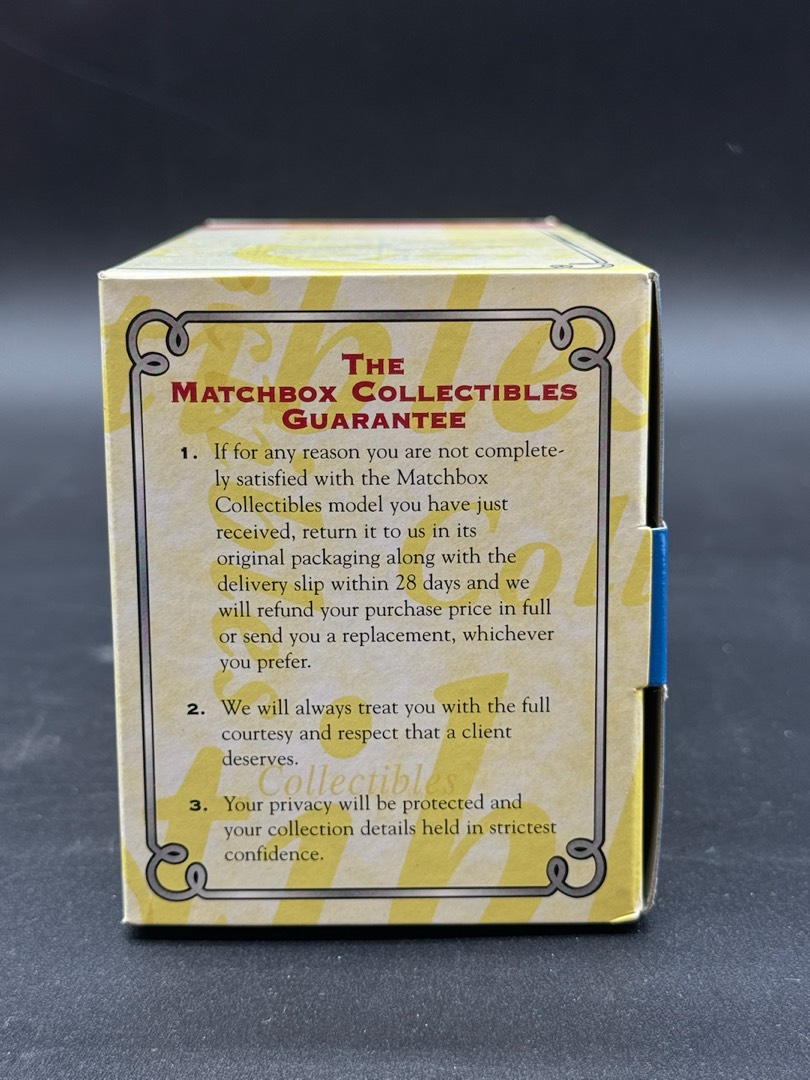 The
Matchbox Collectibles
Guarantee
1. If for any reason you are not complete-
ly satisfied with the Matchbox
Collectibles model you have just
received, return it to us in its
original packaging along with the
delivery slip within 28 days and we
will refund your purchase price in full
or send you a replacement, whichever
you prefer.
2. We will always treat you with the full
courtesy and respect that a client
deserves.
Collectibles
3. Your privacy will be protected and
your collection details held in strictest
confidence.